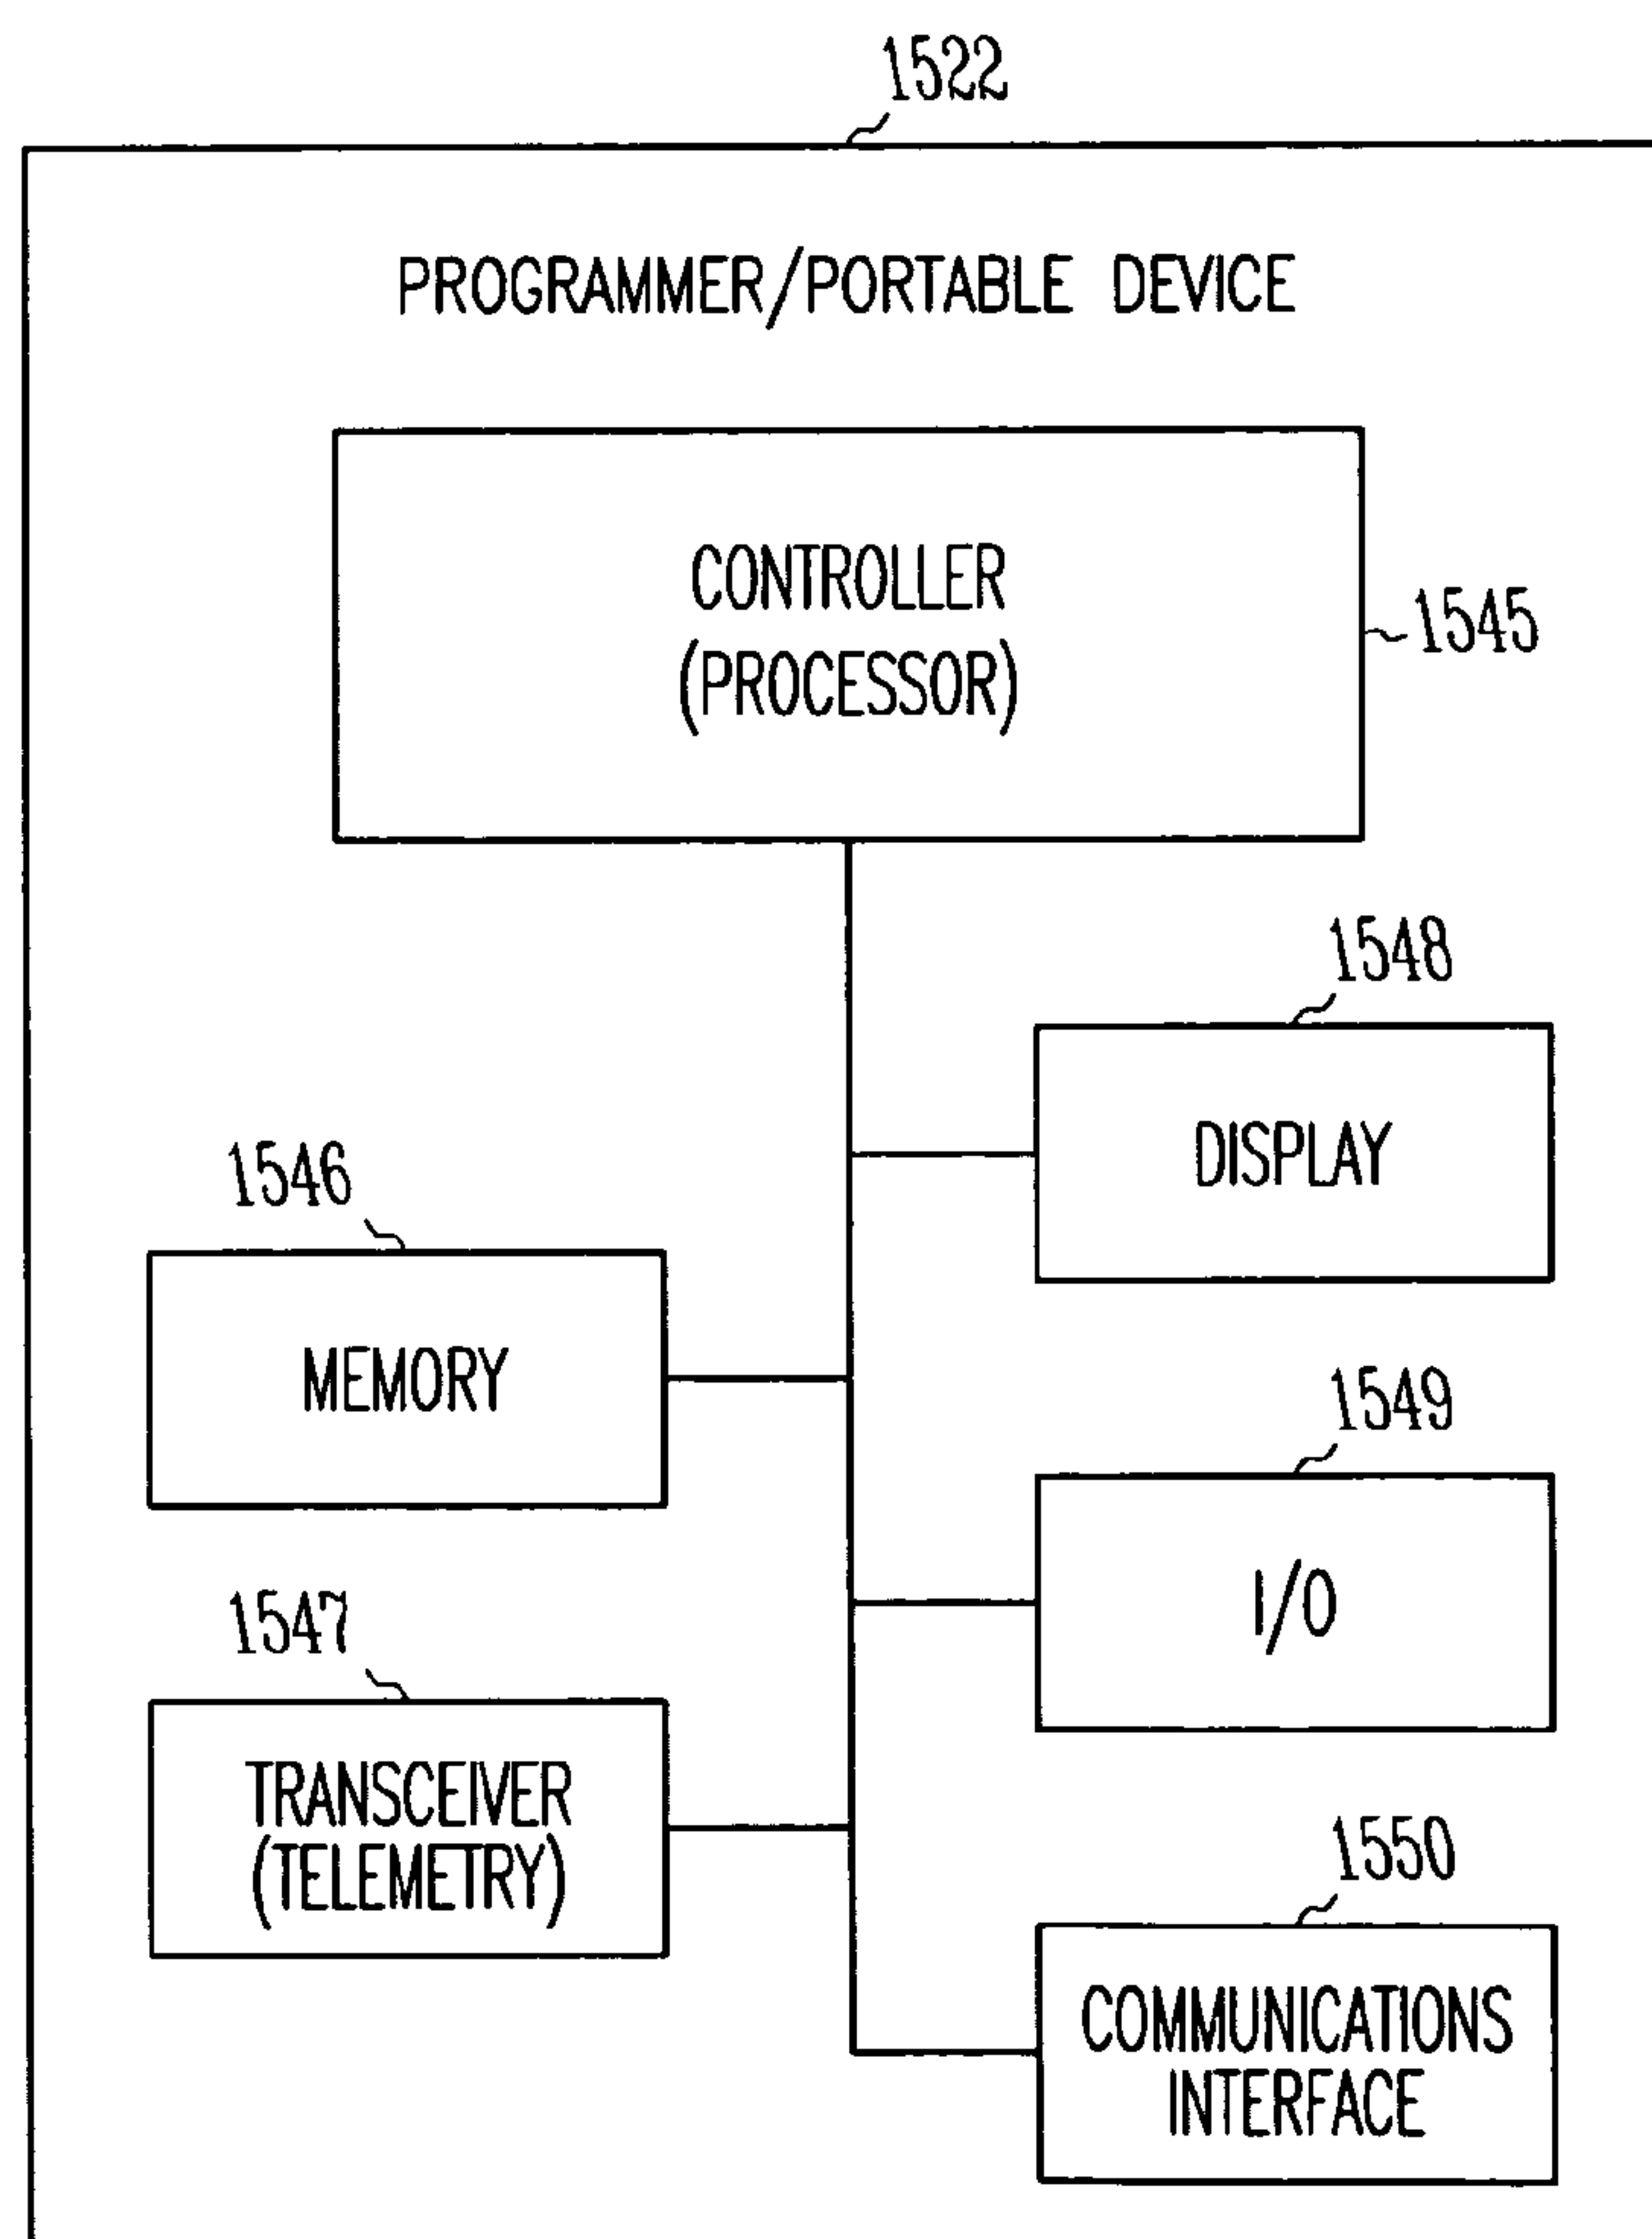 1522
PROGRAMMER/PORTABLE DEVICE
CONTROLLER
(PROCESSOR)
1545
1548
DISPLAY
1546
MEMORY
1549
I/O
1547
TRANSCEIVER
(TELEMETRY)
1550
COMMUNICATIONS
INTERFACE